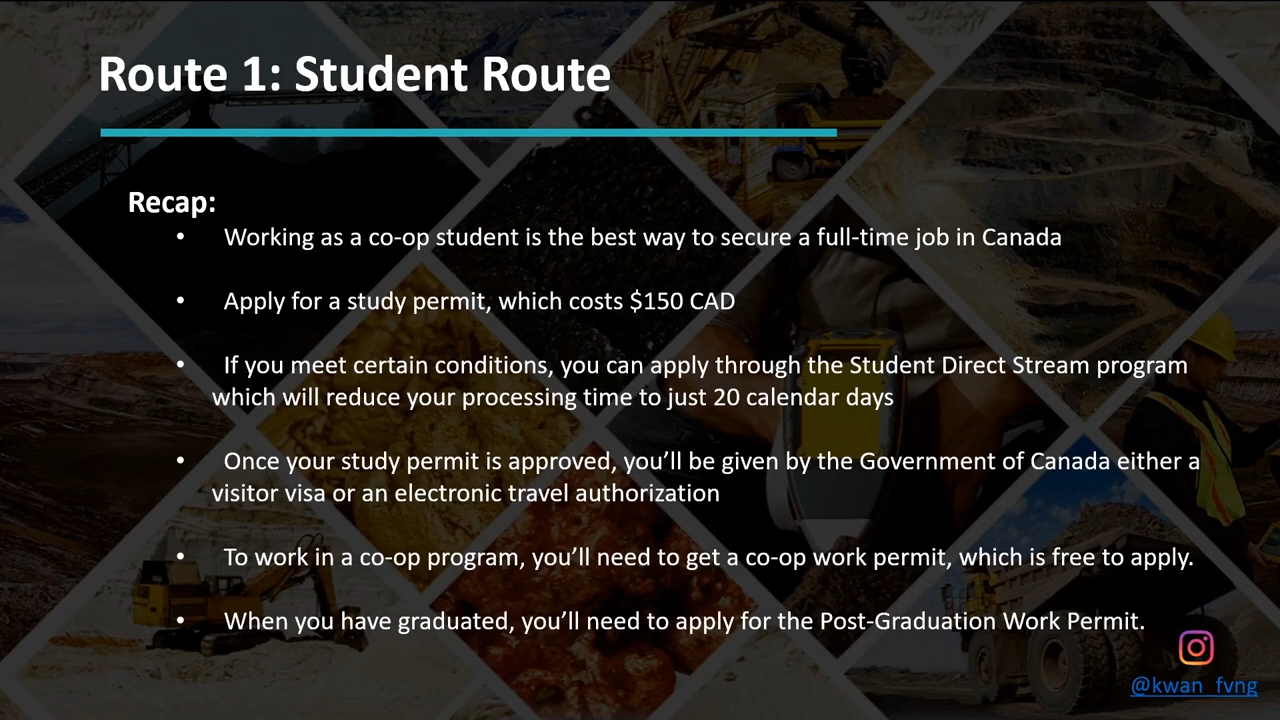 Route 1: Student Route
Recap:
• Working as a co-op student is the best way to secure a full-time job in Canada
• Apply for a study permit, which costs $150 CAD
• If you meet certain conditions, you can apply through the Student Direct Stream program
which will reduce your processing time to just 20 calendar days
• Once your study permit is approved, you’ll be given by the Government of Canada either a
visitor visa or an electronic travel authorization
• To work in a co-op program, you’ll need to get a co-op work permit, which is free to apply.
• When you have graduated, you’ll need to apply for the Post-Graduation Work Permit.
@kwan_fvng